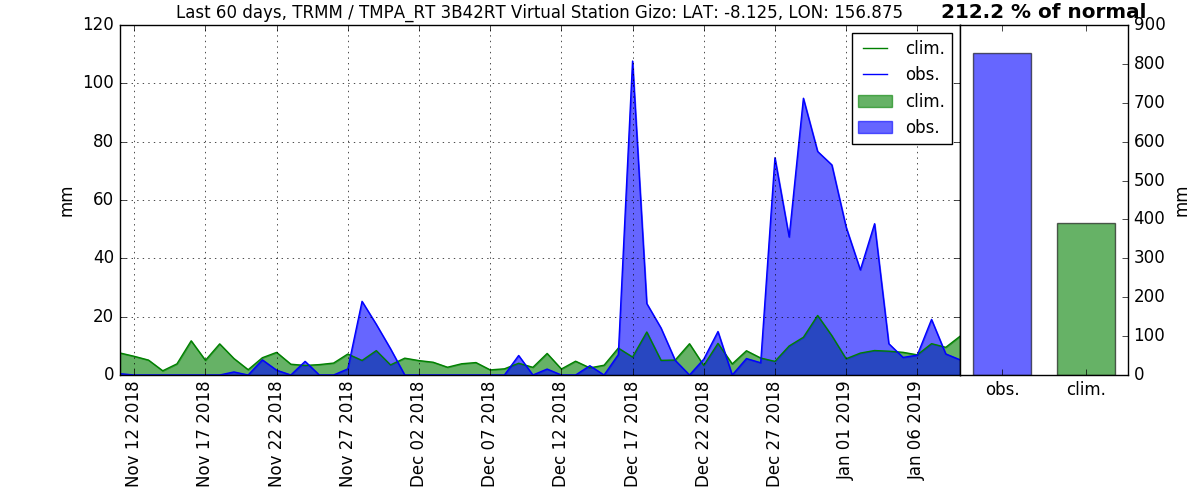 Last 60 days, TRMM / TMPA_RT 3B42RT Virtual Station Gizo: LAT: -8.125, LON: 156.875
212.2 % of normal
120
100
80
60
40
20
0
mm
clim.
obs.
clim.
obs.
900
800
700
600
500
400
300
200
100
0
mm
Nov 12 2018
Nov 17 2018
Nov 22 2018
Nov 27 2018
Dec 02 2018
Dec 07 2018
Dec 12 2018
Dec 17 2018
Dec 22 2018
Dec 27 2018
Jan 01 2019
Jan 06 2019
obs.
clim.